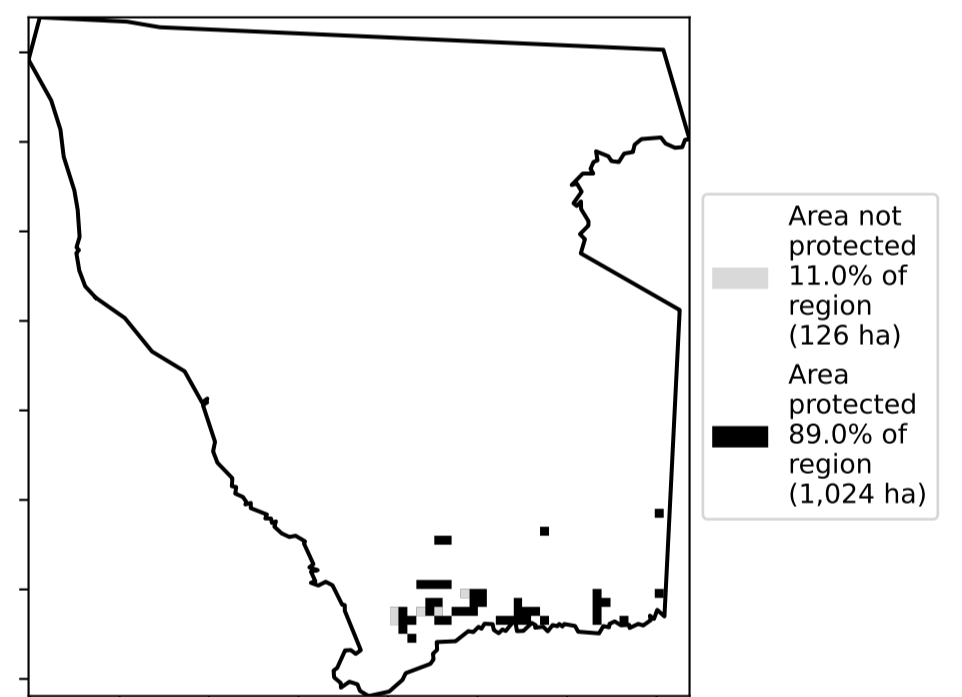 Area not
protected
11.0% of
region
(126 ha)
Area
protected
89.0% of
region
(1,024 ha)